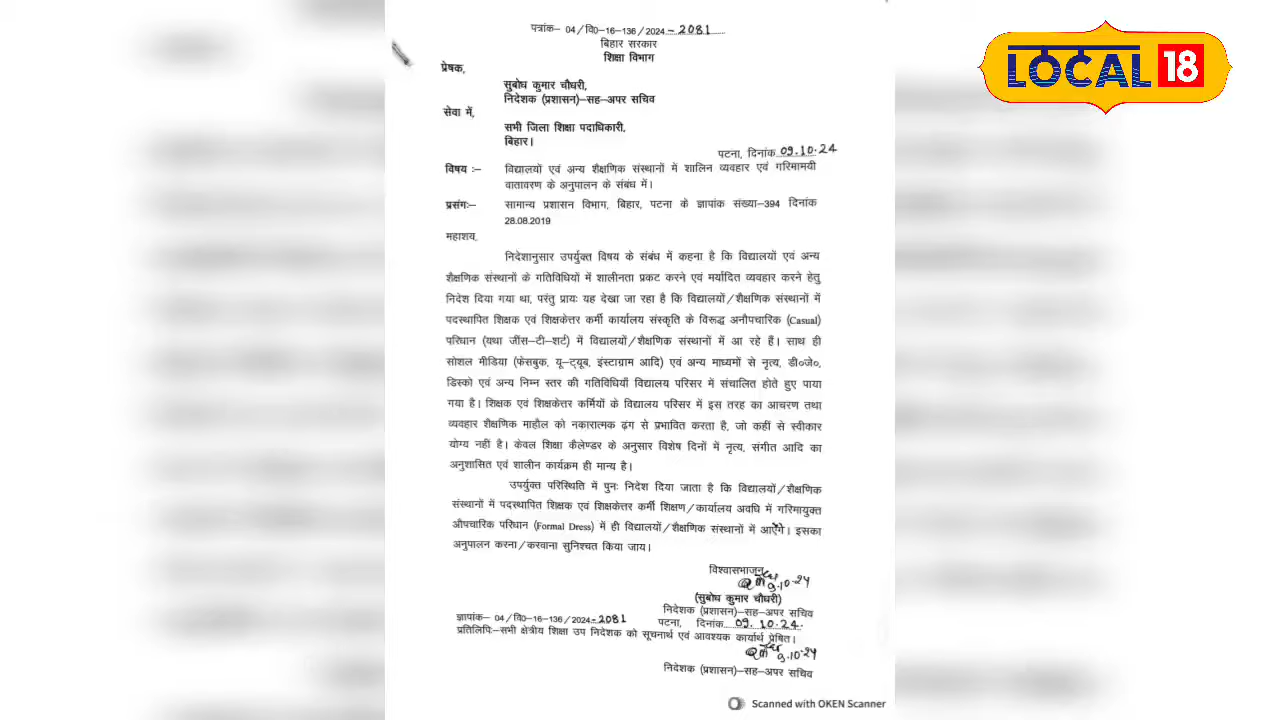 पत्रांक- 04/वि0-16-136/2024 - 2081
बिहार सरकार
शिक्षा विभाग
प्रेषक,
सुबोध कुमार चौधरी,
निदेशक (प्रशासन)-सह-अपर सचिव
सेवा में,
सभी जिला शिक्षा पदाधिकारी,
बिहार।
पटना, दिनांक 09.10.24
विषय :- विद्यालयों एवं अन्य शैक्षणिक संस्थानों में शालिन व्यवहार एवं गरिमामयी
वातावरण के अनुपालन के संबंध में।
प्रसंगः- सामान्य प्रशासन विभाग, बिहार, पटना के ज्ञापांक संख्या-394 दिनांक
28.08.2019
महाशय,
निदेशानुसार उपर्युक्त विषय के संबंध में कहना है कि विद्यालयों एवं अन्य
शैक्षणिक संस्थानों के गतिविधियों में शालीनता प्रकट करने एवं मर्यादित व्यवहार करने हेतु
निदेश दिया गया था, परंतु प्रायः यह देखा जा रहा है कि विद्यालयों/शैक्षणिक संस्थानों में
पदस्थापित शिक्षक एवं शिक्षकेत्तर कर्मी कार्यालय संस्कृति के विरूद्ध अनौपचारिक (Casual)
परिधान (यथा जींस-टी-शर्ट) में विद्यालयों/शैक्षणिक संस्थानों में आ रहे हैं। साथ ही
सोशल मीडिया (फेसबुक, यू-ट्यूब, इंस्टाग्राम आदि) एवं अन्य माध्यमों से नृत्य, डी०जे०,
डिस्को एवं अन्य निम्न स्तर की गतिविधियाँ विद्यालय परिसर में संचालित होते हुए पाया
गया है। शिक्षक एवं शिक्षकेत्तर कर्मियों के विद्यालय परिसर में इस तरह का आचरण तथा
व्यवहार शैक्षणिक माहौल को नकारात्मक ढ़ंग से प्रभावित करता है, जो कहीं से स्वीकार
योग्य नहीं है। केवल शिक्षा कैलेण्डर के अनुसार विशेष दिनों में नृत्य, संगीत आदि का
अनुशासित एवं शालीन कार्यक्रम ही मान्य है।
उपर्युक्त परिस्थिति में पुनः निदेश दिया जाता है कि विद्यालयों/शैक्षणिक
संस्थानों में पदस्थापित शिक्षक एवं शिक्षकेत्तर कर्मी शिक्षण/कार्यालय अवधि में गरिमायुक्त
औपचारिक परिधान (Formal Dress) में ही विद्यालयों/शैक्षणिक संस्थानों में आएँगे। इसका
अनुपालन करना/करवाना सुनिश्चत किया जाय।
विश्वासभाजन
9.10.24
(सुबोध कुमार चौधरी)
निदेशक (प्रशासन)-सह-अपर सचिव
ज्ञापांक- 04/वि0-16-136/2024 - 2081 पटना, दिनांक 09.10.24.
प्रतिलिपिः-सभी क्षेत्रीय शिक्षा उप निदेशक को सूचनार्थ एवं आवश्यक कार्यार्थ प्रेषित।
9.10.24
निदेशक (प्रशासन)-सह-अपर सचिव
Scanned with OKEN Scanner
LOCAL 18